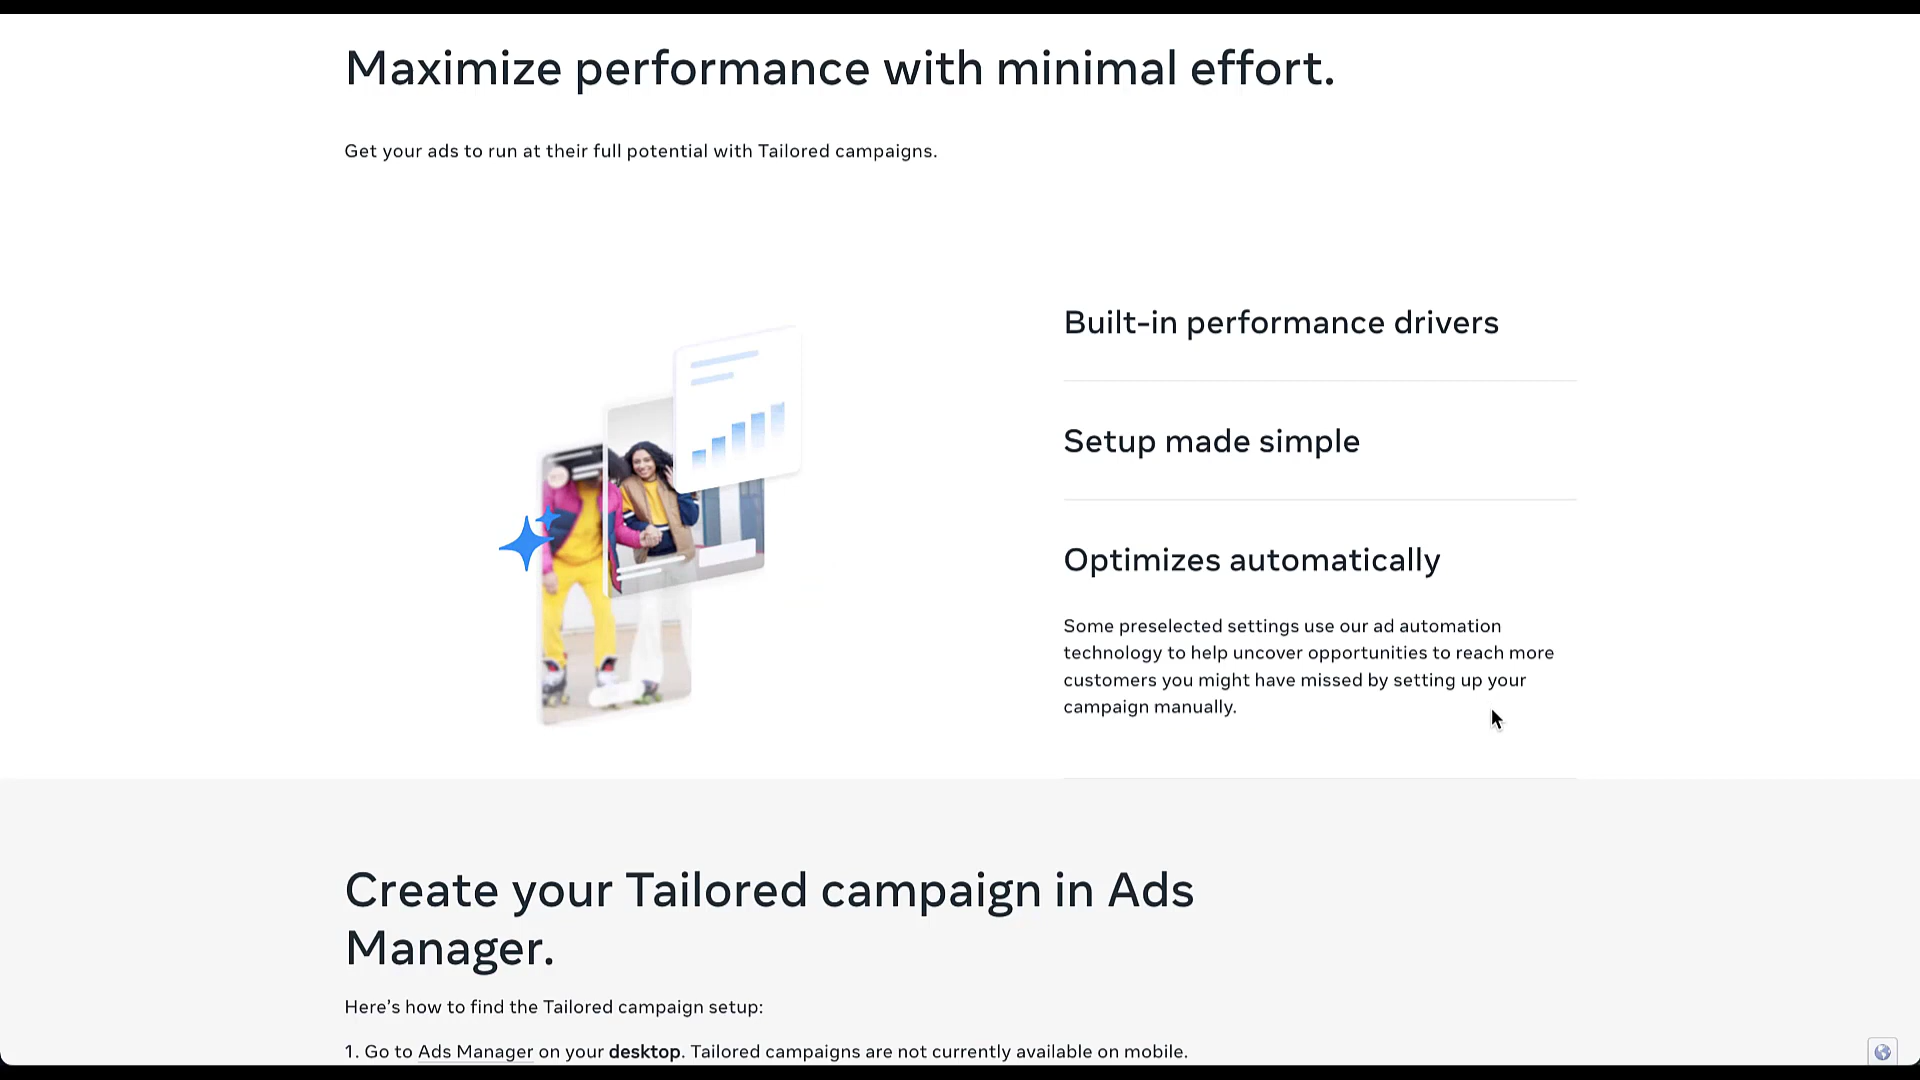 Maximize performance with minimal effort.
Get your ads to run at their full potential with Tailored campaigns.
Built-in performance drivers
Setup made simple
Optimizes automatically
Some preselected settings use our ad automation
technology to help uncover opportunities to reach more
customers you might have missed by setting up your
campaign manually.
Create your Tailored campaign in Ads
Manager.
Here’s how to find the Tailored campaign setup:
1. Go to Ads Manager on your desktop. Tailored campaigns are not currently available on mobile.